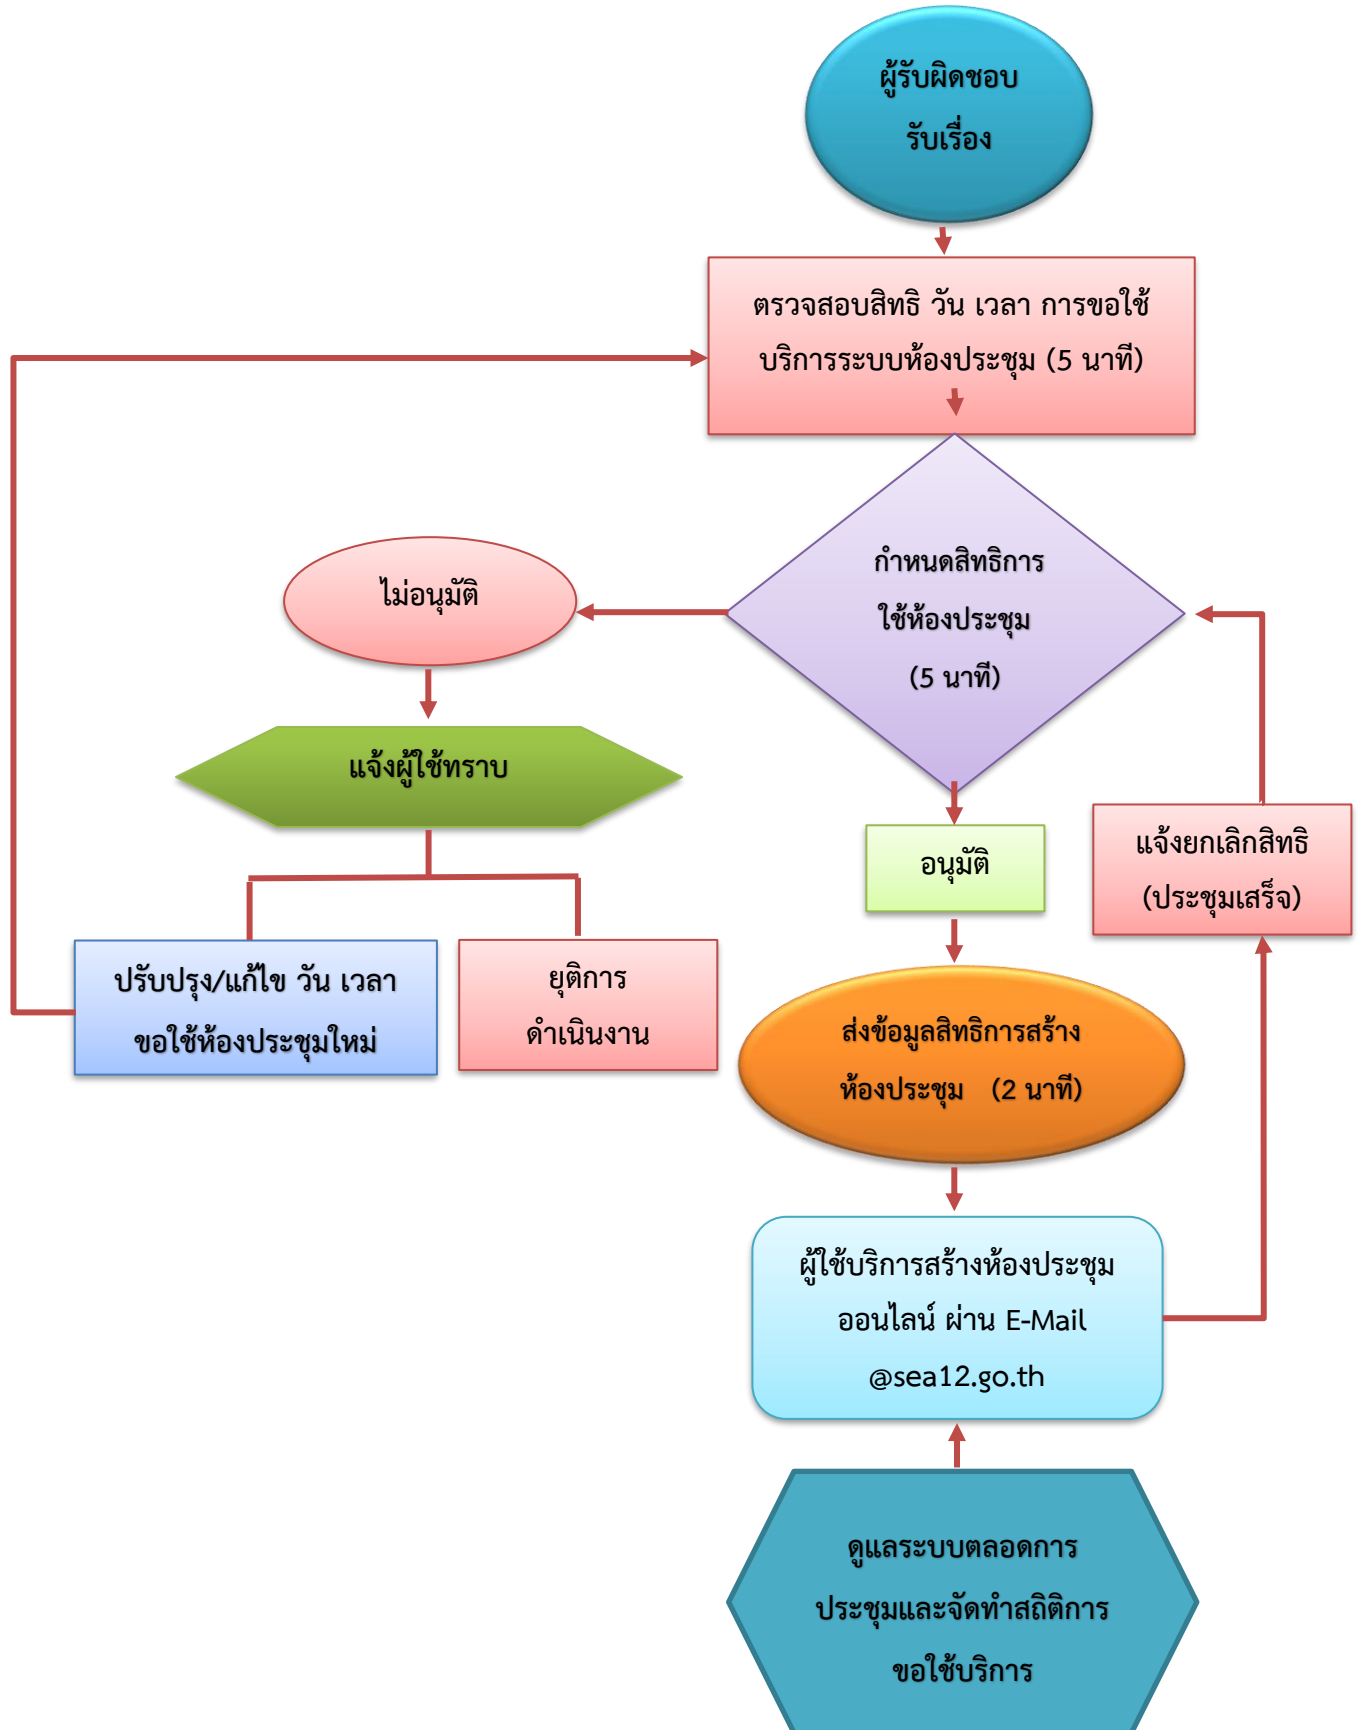 ผู้รับผิดชอบ
รับเรื่อง
ตรวจสอบสิทธิ วัน เวลา การขอใช้
บริการระบบห้องประชุม (5 นาที)
กำหนดสิทธิการ
ใช้ห้องประชุม
(5 นาที)
ไม่อนุมัติ
แจ้งผู้ใช้ทราบ
ปรับปรุง/แก้ไข วัน เวลา
ขอใช้ห้องประชุมใหม่
ยุติการ
ดำเนินงาน
อนุมัติ
แจ้งยกเลิกสิทธิ
(ประชุมเสร็จ)
ส่งข้อมูลสิทธิการสร้าง
ห้องประชุม (2 นาที)
ผู้ใช้บริการสร้างห้องประชุม
ออนไลน์ ผ่าน E-Mail
@sea12.go.th
ดูแลระบบตลอดการ
ประชุมและจัดทำสถิติการ
ขอใช้บริการ